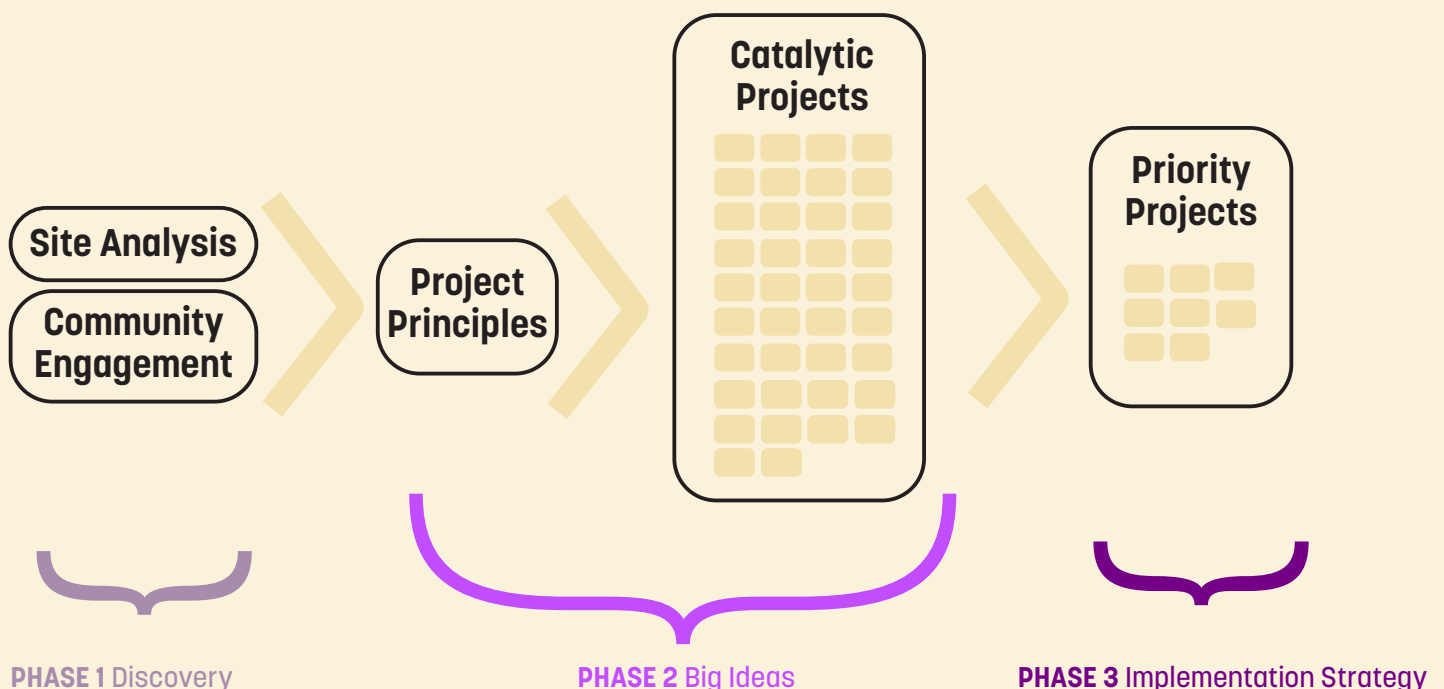 Site Analysis
Community
Engagement
Project
Principles
Catalytic
Projects
Priority
Projects
PHASE 1 Discovery
PHASE 2 Big Ideas
PHASE 3 Implementation Strategy